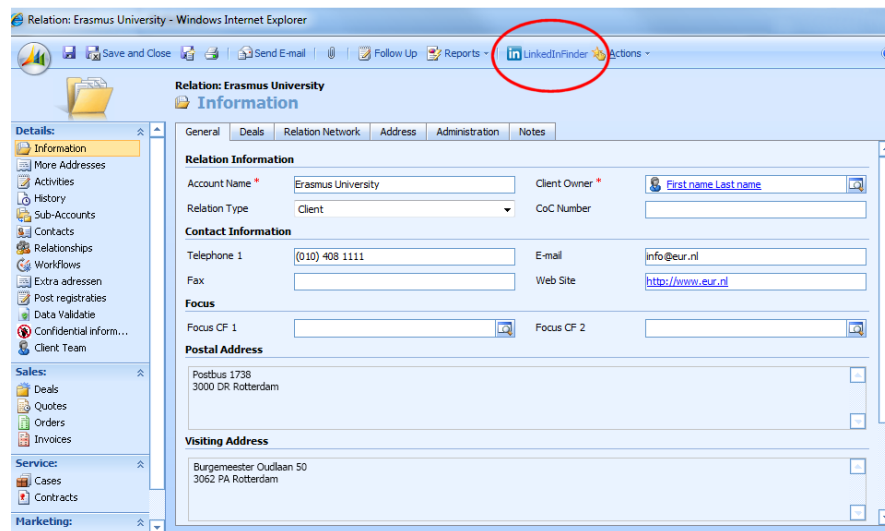 Relation: Erasmus University - Windows Internet Explorer
Save and Close Send E-mail Follow Up Reports in LinkedInFinder Actions
Relation: Erasmus University
Information
Details:
Information
More Addresses
Activities
History
Sub-Accounts
Contacts
Relationships
Workflows
Extra adressen
Post registraties
Data Validatie
Confidential inform...
Client Team
Sales:
Deals
Quotes
Orders
Invoices
Service:
Cases
Contracts
Marketing:
General Deals Relation Network Address Administration Notes
Relation Information
Account Name * Erasmus University Client Owner * First name Last name
Relation Type Client CoC Number
Contact Information
Telephone 1 (010) 408 1111 E-mail info@eur.nl
Fax Web Site http://www.eur.nl
Focus
Focus CF 1 Focus CF 2
Postal Address
Postbus 1738
3000 DR Rotterdam
Visiting Address
Burgemeester Oudlaan 50
3062 PA Rotterdam